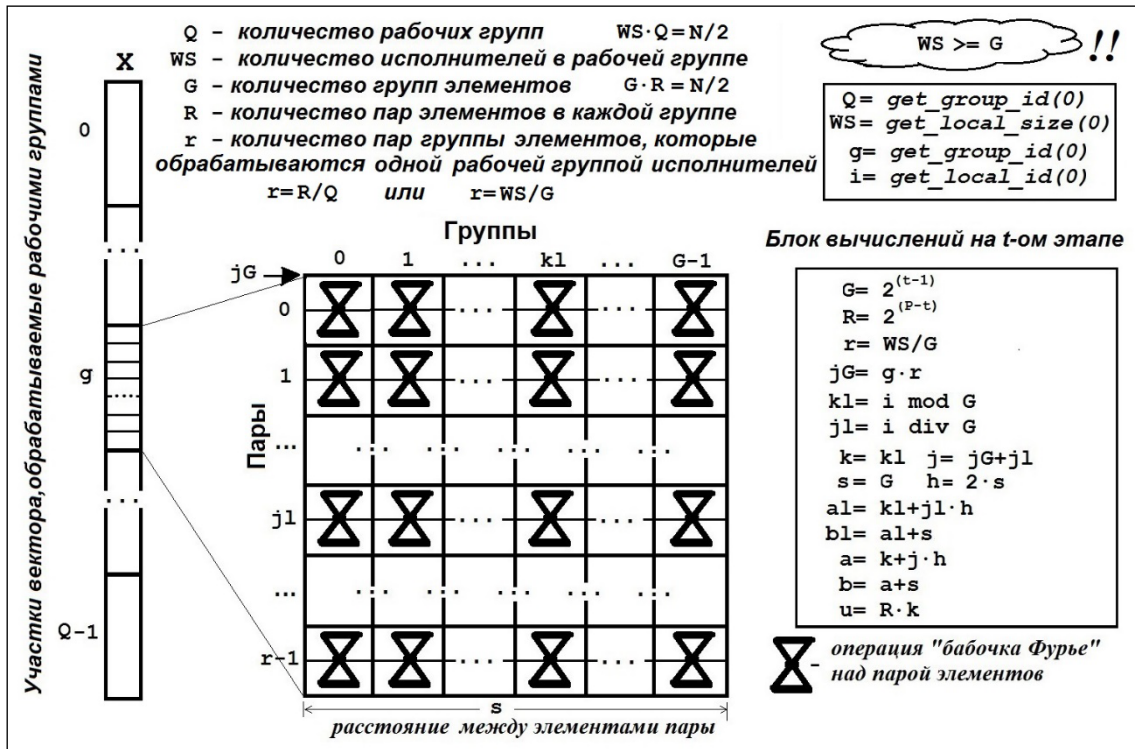 Q - количество рабочих групп WS·Q=N/2
WS - количество исполнителей в рабочей группе
G - количество групп элементов G·R=N/2
R - количество пар элементов в каждой группе
r - количество пар группы элементов, которые
обрабатываются одной рабочей группой исполнителей
r=R/Q или r=WS/G
WS >= G !!
Q= get_group_id(0)
WS= get_local_size(0)
g= get_group_id(0)
i= get_local_id(0)
Участки вектора,обрабатываемые рабочими группами
X
0
...
g
...
Q-1
Группы
0 1 ... kl ... G-1
jG
Пары
0 ... ...
1 ... ...
... ... ... ... ... ...
jl ... ...
... ... ... ... ... ...
r-1 ... ...
s
расстояние между элементами пары
Блок вычислений на t-ом этапе
G= 2^(t-1)
R= 2^(P-t)
r= WS/G
jG= g·r
kl= i mod G
jl= i div G
k= kl j= jG+jl
s= G h= 2·s
al= kl+jl·h
bl= al+s
a= k+j·h
b= a+s
u= R·k
- операция "бабочка Фурье"
над парой элементов